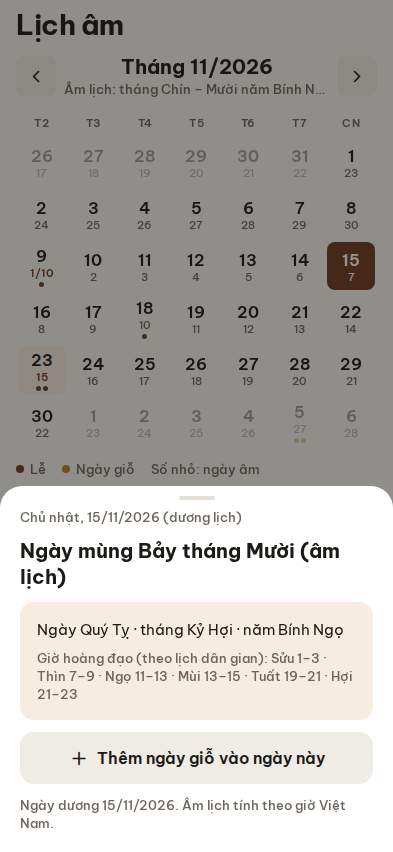 Lịch âm
Tháng 11/2026
Âm lịch: tháng Chín – Mười năm Bính N…
T2 T3 T4 T5 T6 T7 CN
26 27 28 29 30 31 1
17 18 19 20 21 22 23
2 3 4 5 6 7 8
24 25 26 27 28 29 30
9 10 11 12 13 14 15
1/10 2 3 4 5 6 7
16 17 18 19 20 21 22
8 9 10 11 12 13 14
23 24 25 26 27 28 29
15 16 17 18 19 20 21
30 1 2 3 4 5 6
22 23 24 25 26 27 28
Lễ Ngày giỗ Số nhỏ: ngày âm
Chủ nhật, 15/11/2026 (dương lịch)
Ngày mùng Bảy tháng Mười (âm
lịch)
Ngày Quý Tỵ · tháng Kỷ Hợi · năm Bính Ngọ
Giờ hoàng đạo (theo lịch dân gian): Sửu 1–3 ·
Thìn 7–9 · Ngọ 11–13 · Mùi 13–15 · Tuất 19–21 · Hợi
21–23
+ Thêm ngày giỗ vào ngày này
Ngày dương 15/11/2026. Âm lịch tính theo giờ Việt
Nam.